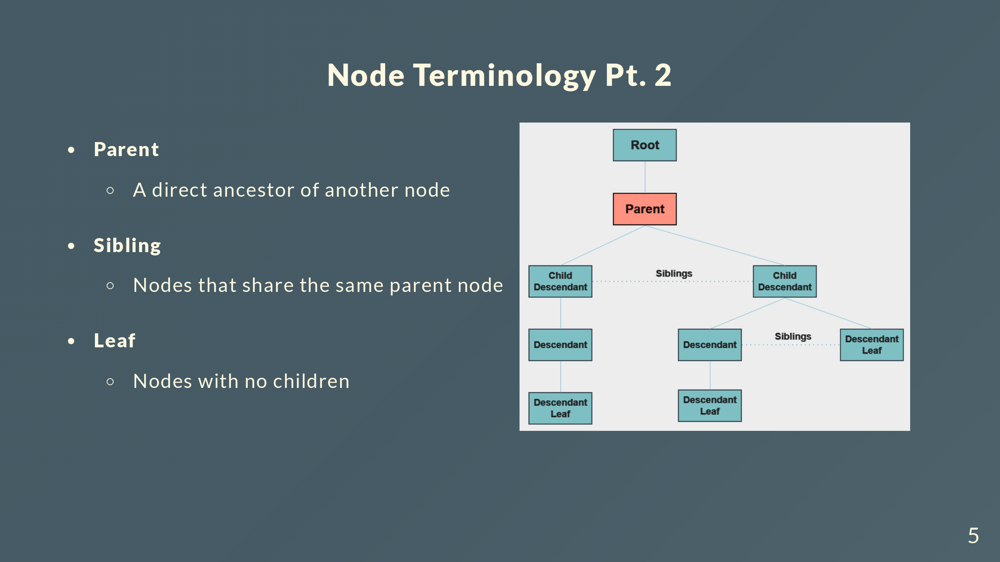 Node Terminology Pt. 2
• Parent
○ A direct ancestor of another node
• Sibling
○ Nodes that share the same parent node
• Leaf
○ Nodes with no children
Root
Parent
Child
Descendant
Siblings
Child
Descendant
Descendant
Descendant
Siblings
Descendant
Leaf
Descendant
Leaf
Descendant
Leaf
5